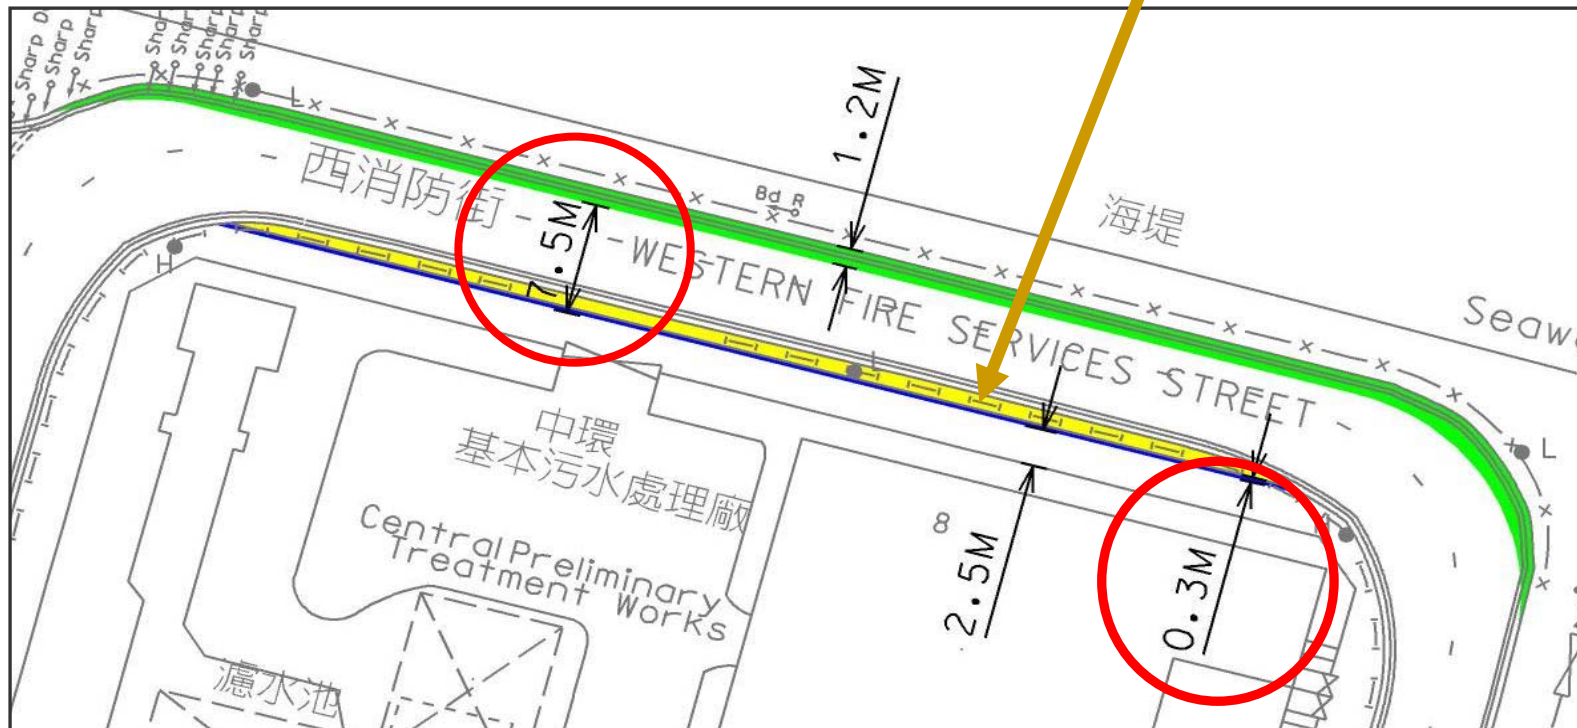 Sharp D
Sharp
Sharp
Sharp
Sharp
Sharp
Sharp
Sharp
L
1.2M
西消防街
Bd R
海堤
7.5M
WESTERN FIRE SERVICES STREET
Seaw
H
L
中環
基本污水處理廠
L
8
Central Preliminary
Treatment Works
2.5M
0.3M
濾水池